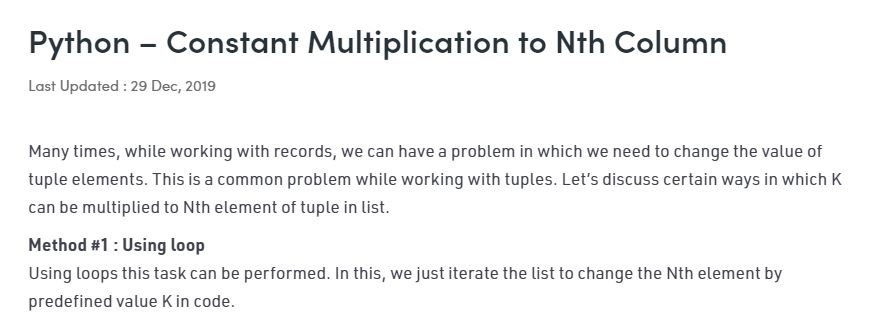 Python – Constant Multiplication to Nth Column
Last Updated : 29 Dec, 2019
Many times, while working with records, we can have a problem in which we need to change the value of
tuple elements. This is a common problem while working with tuples. Let’s discuss certain ways in which K
can be multiplied to Nth element of tuple in list.
Method #1 : Using loop
Using loops this task can be performed. In this, we just iterate the list to change the Nth element by
predefined value K in code.